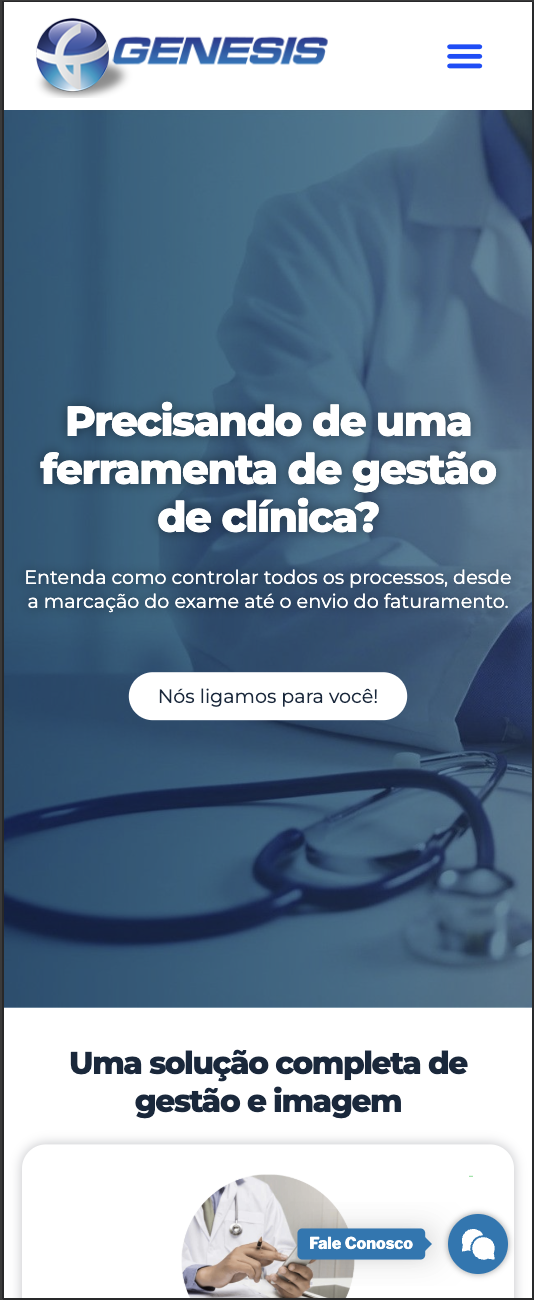 GENESIS
Precisando de uma
ferramenta de gestão
de clínica?
Entenda como controlar todos os processos, desde
a marcação do exame até o envio do faturamento.
Nós ligamos para você!
Uma solução completa de
gestão e imagem
Fale Conosco